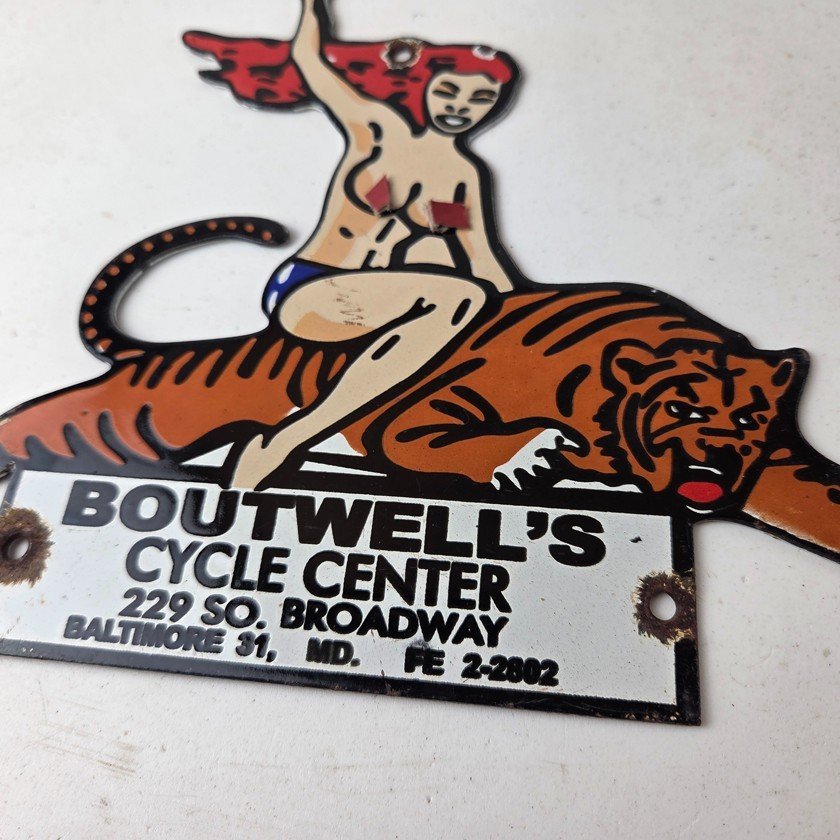 BOUTWELL'S
CYCLE CENTER
229 SO. BROADWAY
BALTIMORE 31, MD. FE 2-2802